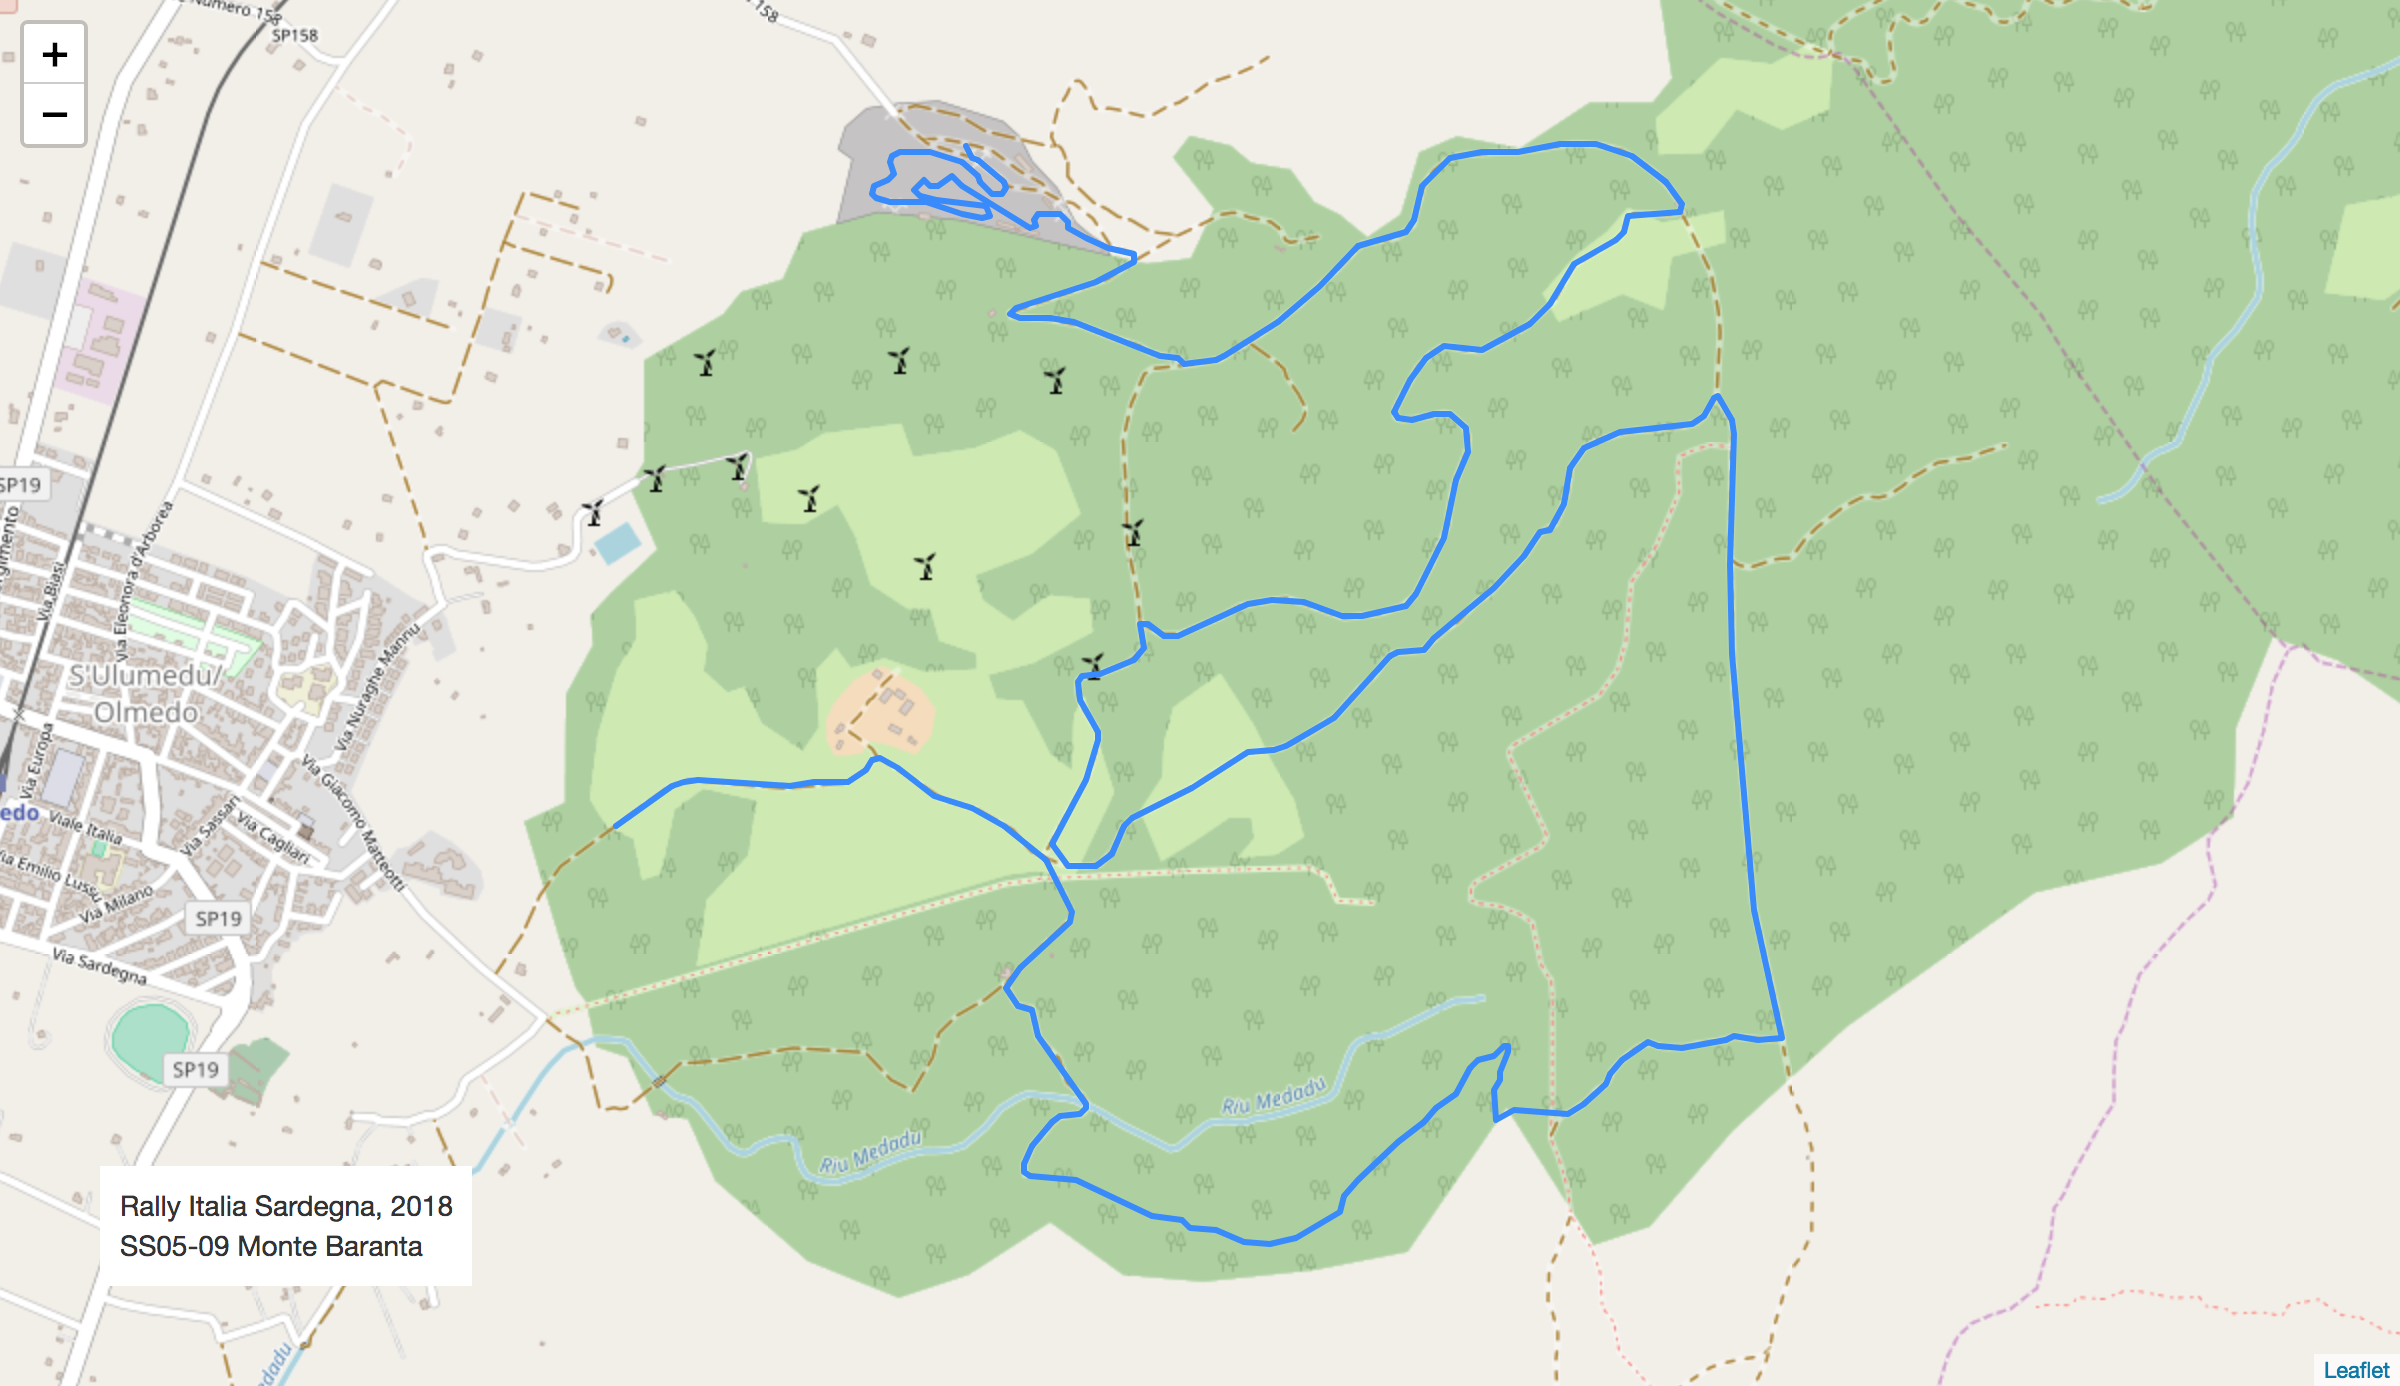 +
−
Numero 158
SP158
158
SP19
Via Biasi
Via Eleonora d'Arborea
S'Ulumedu/
Olmedo
Via Nuraghe Mannu
Via Europa
Via Giacomo Matteotti
Viale Italia
Via Sassari
Via Cagliari
Via Emilio Lussu
Via Milano
SP19
Via Sardegna
SP19
Riu Medadu
Riu Medadu
Rally Italia Sardegna, 2018
SS05-09 Monte Baranta
Leaflet